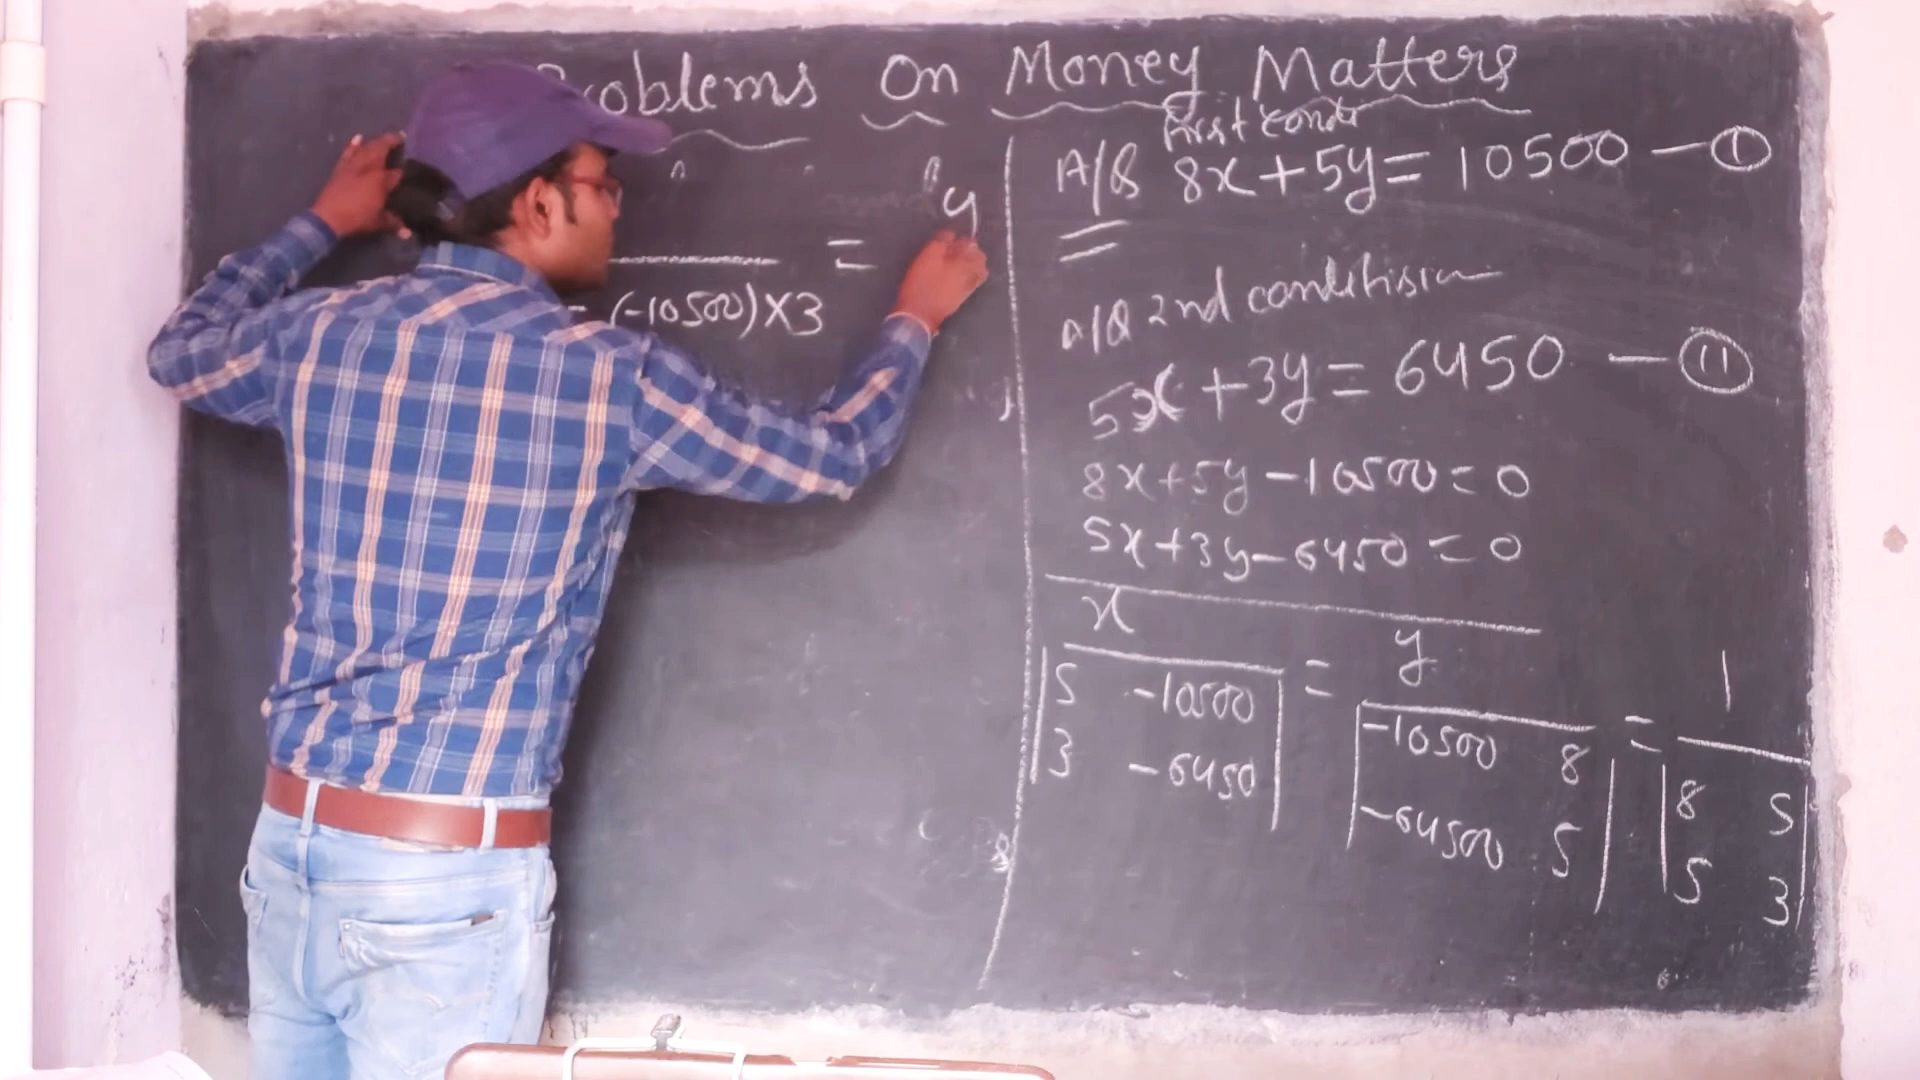 roblems On Money Matters
y
=
= (-10500)×3
First cond
A/Q 8x+5y= 10500 — ①
A/Q 2nd condition
5x+3y= 6450 — ⑪
8x+5y-10500=0
5x+3y-6450=0
x = y = 1
5 -10500
3 -6450
-10500 8
-64500 5
8 5
5 3